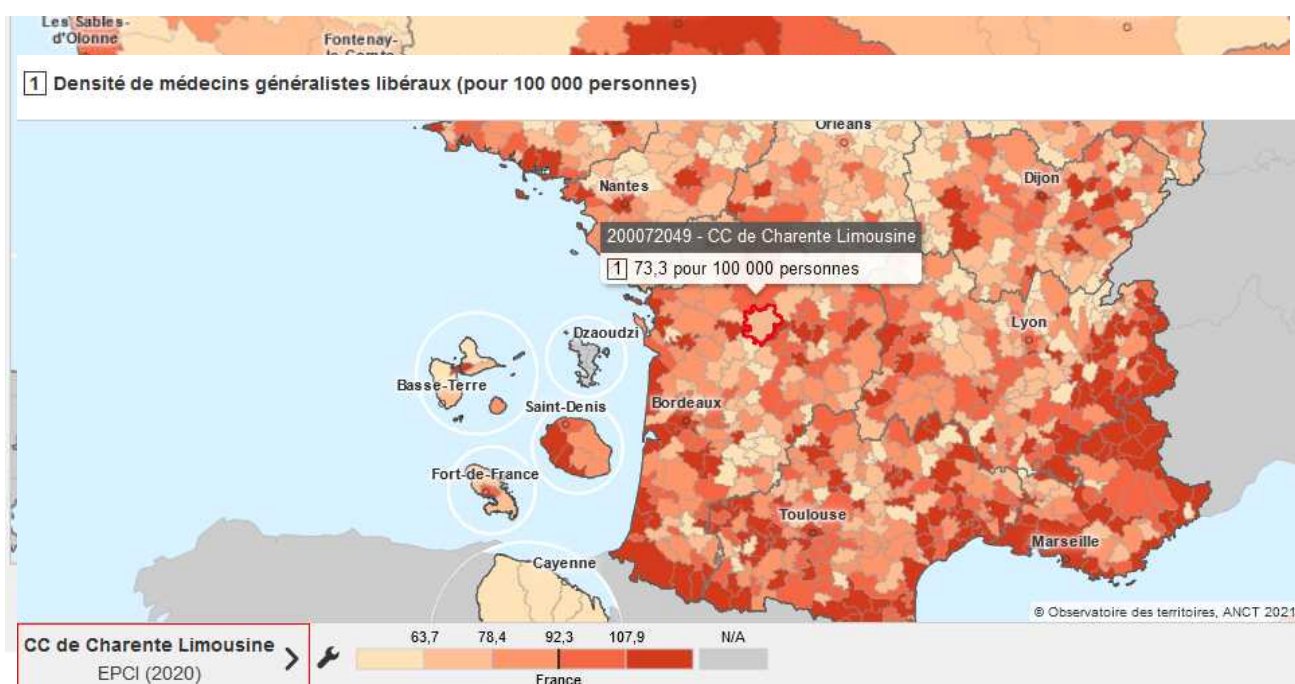 Les Sables-
d'Olonne
Fontenay-
le-Comte
1 Densité de médecins généralistes libéraux (pour 100 000 personnes)
Orléans
Nantes
Dijon
200072049 - CC de Charente Limousine
1 73,3 pour 100 000 personnes
Dzaoudzi
Lyon
Basse-Terre
Saint-Denis
Bordeaux
Fort-de-France
Toulouse
Marseille
Cayenne
© Observatoire des territoires, ANCT 2021
CC de Charente Limousine
EPCI (2020)
63,7 78,4 92,3 107,9 N/A
France